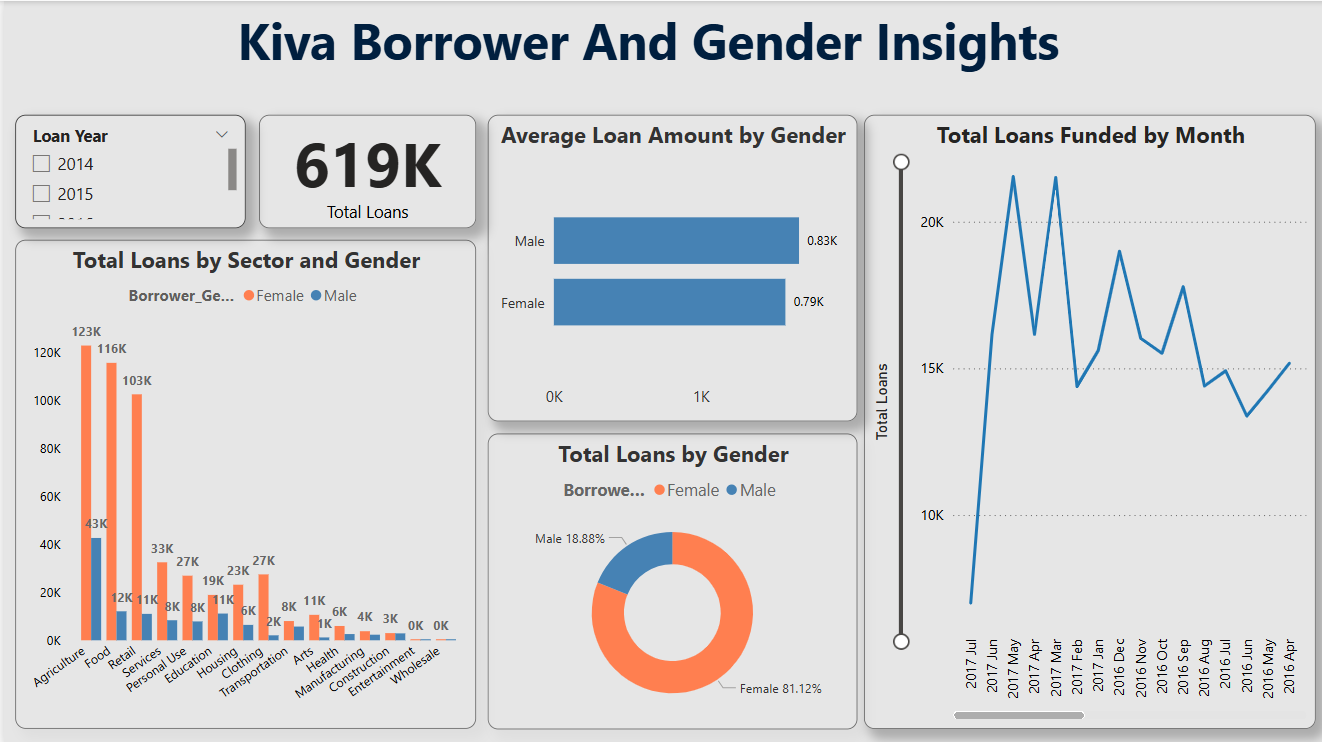 Kiva Borrower And Gender Insights
Loan Year
2014
2015
619K
Total Loans
Total Loans by Sector and Gender
Borrower_Ge... Female Male
123K
116K
103K
43K
33K
27K
19K
23K
27K
12K
11K
8K
8K
11K
6K
2K
8K
11K
1K
6K
4K
3K
0K
0K
120K
100K
80K
60K
40K
20K
0K
Agriculture
Food
Retail
Services
Personal Use
Education
Housing
Clothing
Transportation
Arts
Health
Manufacturing
Construction
Entertainment
Wholesale
Average Loan Amount by Gender
Male 0.83K
Female 0.79K
0K 1K
Total Loans by Gender
Borrowe... Female Male
Male 18.88%
Female 81.12%
Total Loans Funded by Month
Total Loans
20K
15K
10K
2017 Jul
2017 Jun
2017 May
2017 Apr
2017 Mar
2017 Feb
2017 Jan
2016 Dec
2016 Nov
2016 Oct
2016 Sep
2016 Aug
2016 Jul
2016 Jun
2016 May
2016 Apr